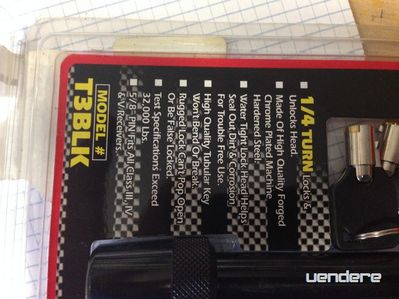 1/4 TURN Locks &
Unlocks Head.
Made Of High Quality Forged
Chrome Plated Machine
Hardened Steel.
Water Tight Lock Head Helps
Seal Out Dirt & Corrosion
For Trouble Free Use.
High Quality Tubular Key
Won't Bend Or Break.
Rugged Lock Can't Pop Open
Or Be False Locked.
Test Specifications Exceed
32,000 Lbs.
5/8" PIN Fits All Class III, IV
& V Receivers.
MODEL #
T3BLK
uendere